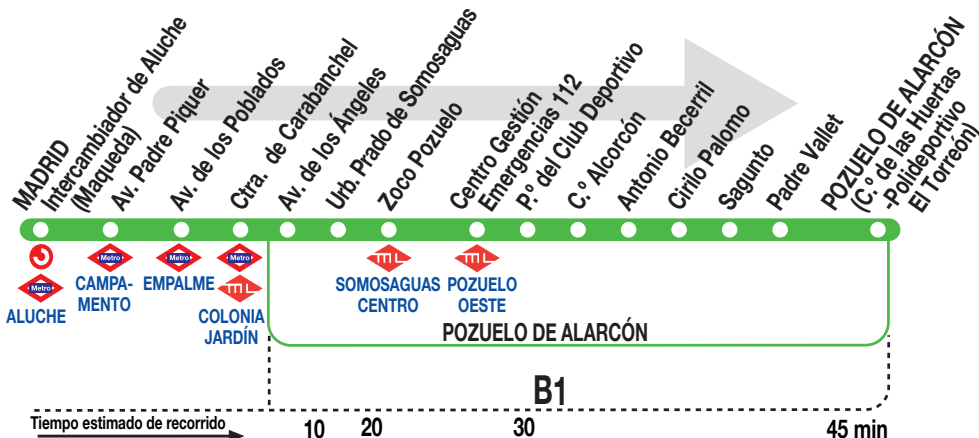 MADRID
Intercambiador de Aluche
(Maqueda)
Av. Padre Piquer
Av. de los Poblados
Ctra. de Carabanchel
Av. de los Ángeles
Urb. Prado de Somosaguas
Zoco Pozuelo
Centro Gestión
Emergencias 112
P.º del Club Deportivo
C.º Alcorcón
Antonio Becerril
Cirilo Palomo
Sagunto
Padre Vallet
POZUELO DE ALARCÓN
(C.º de las Huertas
-Polideportivo
El Torreón)
Metro
Metro
Metro
Metro
ML
ML
ML
ALUCHE
CAMPA-
MENTO
EMPALME
COLONIA
JARDÍN
SOMOSAGUAS
CENTRO
POZUELO
OESTE
POZUELO DE ALARCÓN
B1
Tiempo estimado de recorrido
10 20 30 45 min